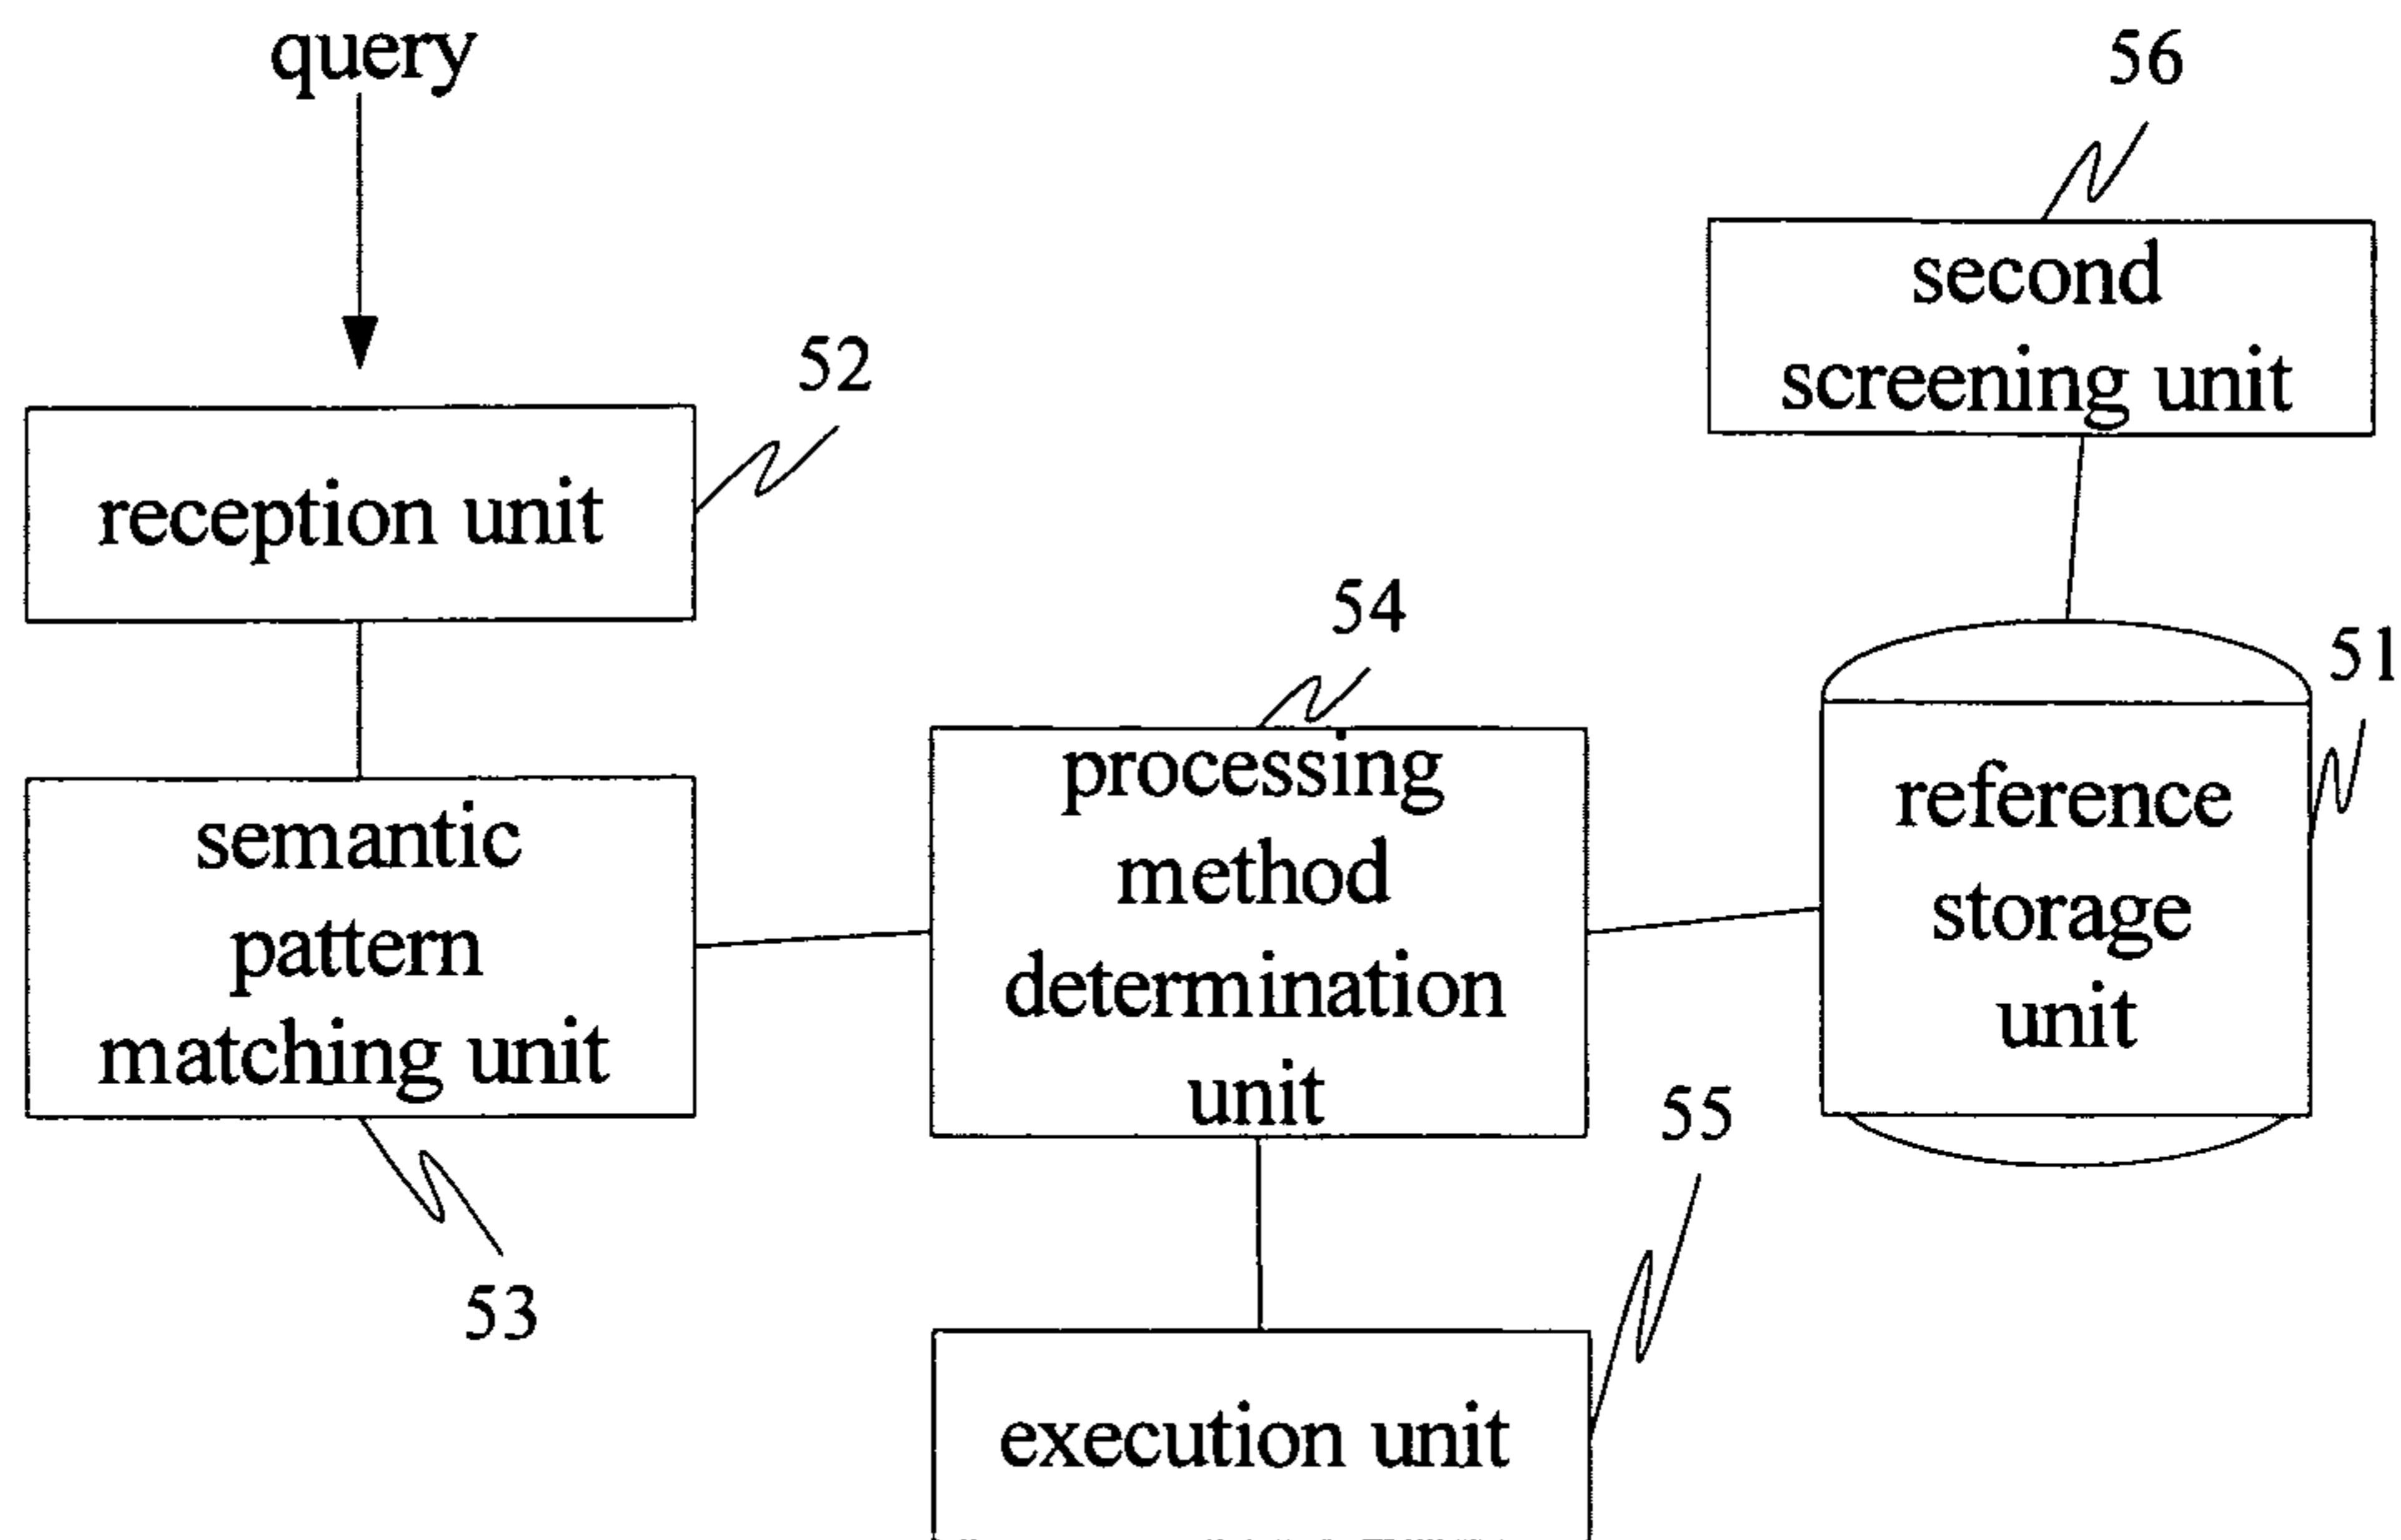 query
56
second
screening unit
52
reception unit
54
51
processing
method
determination
unit
reference
storage
unit
semantic
pattern
matching unit
55
53
execution unit